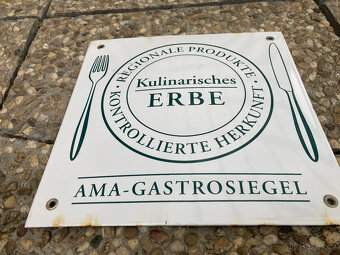 · REGIONALE PRODUKTE ·
Kulinarisches
ERBE
KONTROLLIERTE HERKUNFT
AMA-GASTROSIEGEL